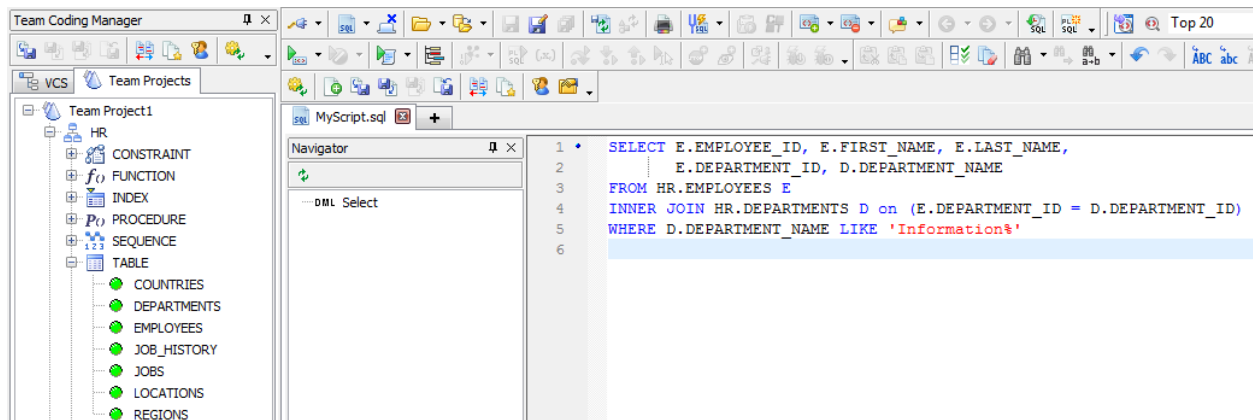 Team Coding Manager
Top 20
VCS
Team Projects
Team Project1
HR
CONSTRAINT
FUNCTION
INDEX
PROCEDURE
SEQUENCE
TABLE
COUNTRIES
DEPARTMENTS
EMPLOYEES
JOB_HISTORY
JOBS
LOCATIONS
REGIONS
MyScript.sql
Navigator
DML Select
1 SELECT E.EMPLOYEE_ID, E.FIRST_NAME, E.LAST_NAME,
2 E.DEPARTMENT_ID, D.DEPARTMENT_NAME
3 FROM HR.EMPLOYEES E
4 INNER JOIN HR.DEPARTMENTS D on (E.DEPARTMENT_ID = D.DEPARTMENT_ID)
5 WHERE D.DEPARTMENT_NAME LIKE 'Information%'
6